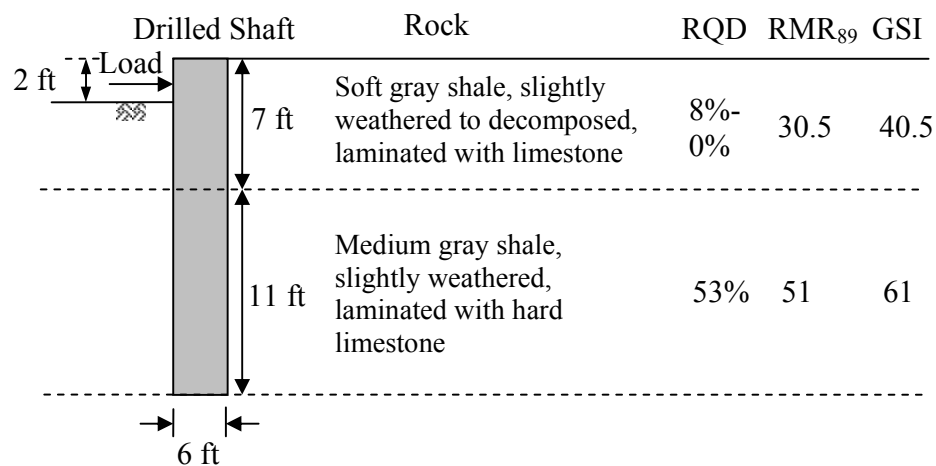 Drilled Shaft Rock RQD RMR₈₉ GSI
Load
2 ft
7 ft
Soft gray shale, slightly
weathered to decomposed,
laminated with limestone
8%-
0%
30.5
40.5
11 ft
Medium gray shale,
slightly weathered,
laminated with hard
limestone
53%
51
61
6 ft